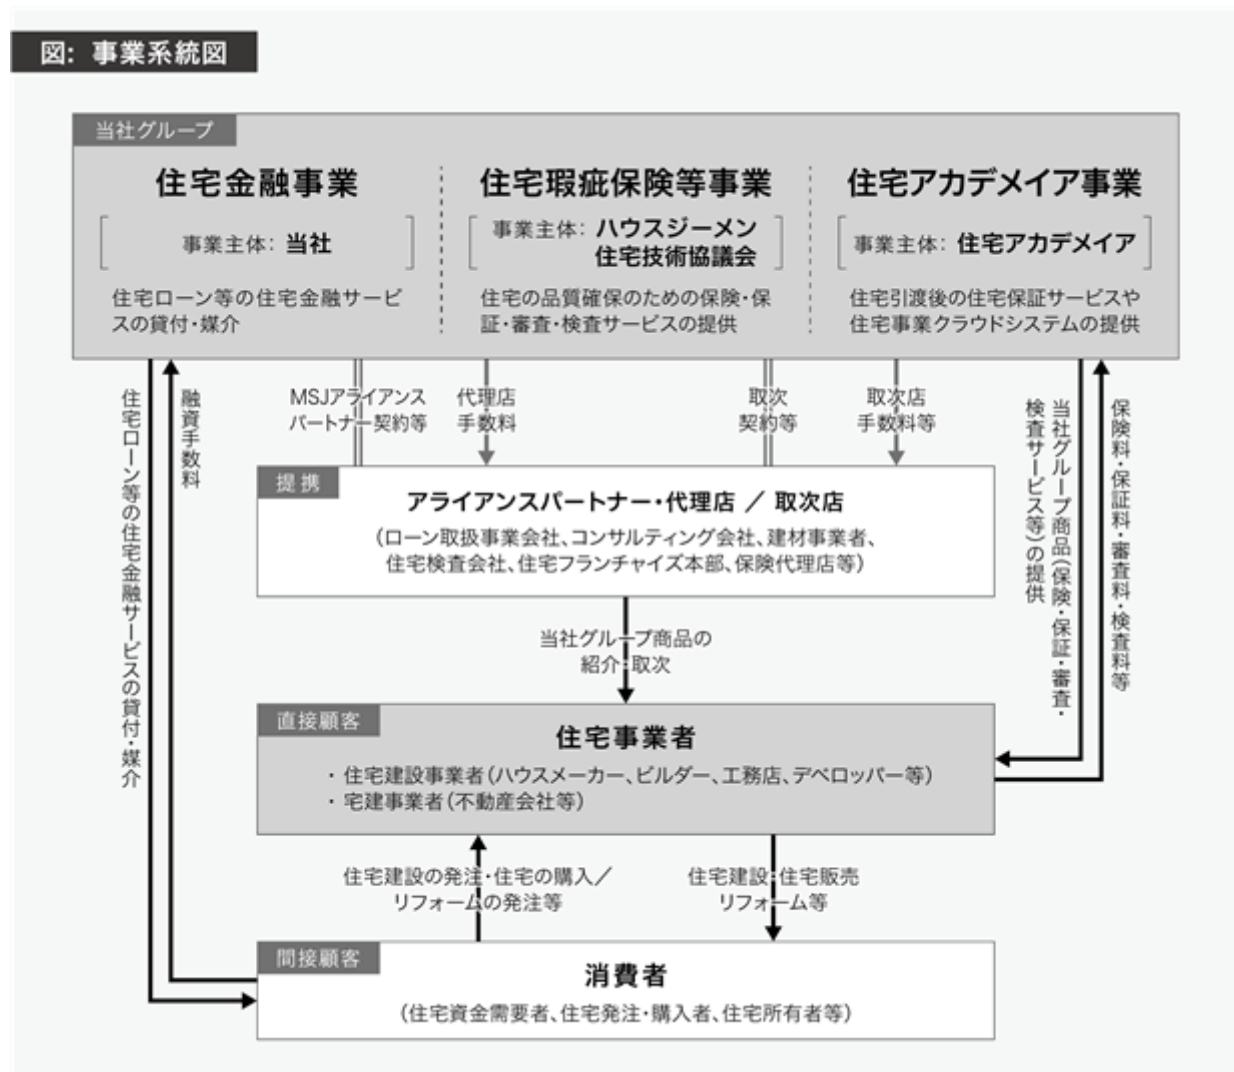 図: 事業系統図
当社グループ
住宅金融事業
事業主体: 当社
住宅ローン等の住宅金融サービ
スの貸付・媒介
住宅瑕疵保険等事業
事業主体: ハウスジーメン
住宅技術協議会
住宅の品質確保のための保険・保
証・審査・検査サービスの提供
住宅アカデメイア事業
事業主体: 住宅アカデメイア
住宅引渡後の住宅保証サービスや
住宅事業クラウドシステムの提供
住宅ローン等の住宅金融サービスの貸付・媒介
融資手数料
MSJアライアンス
パートナー契約等
代理店
手数料
取次
契約等
取次店
手数料等
当社グループ商品(保険・保証・審査・
検査サービス等)の提供
保険料・保証料・審査料・検査料等
提携
アライアンスパートナー・代理店 / 取次店
(ローン取扱事業会社、コンサルティング会社、建材事業者、
住宅検査会社、住宅フランチャイズ本部、保険代理店等)
当社グループ商品の
紹介・取次
直接顧客
住宅事業者
・ 住宅建設事業者(ハウスメーカー、ビルダー、工務店、デベロッパー等)
・ 宅建事業者(不動産会社等)
住宅建設の発注・住宅の購入/
リフォームの発注等
住宅建設・住宅販売
リフォーム等
間接顧客
消費者
(住宅資金需要者、住宅発注・購入者、住宅所有者等)